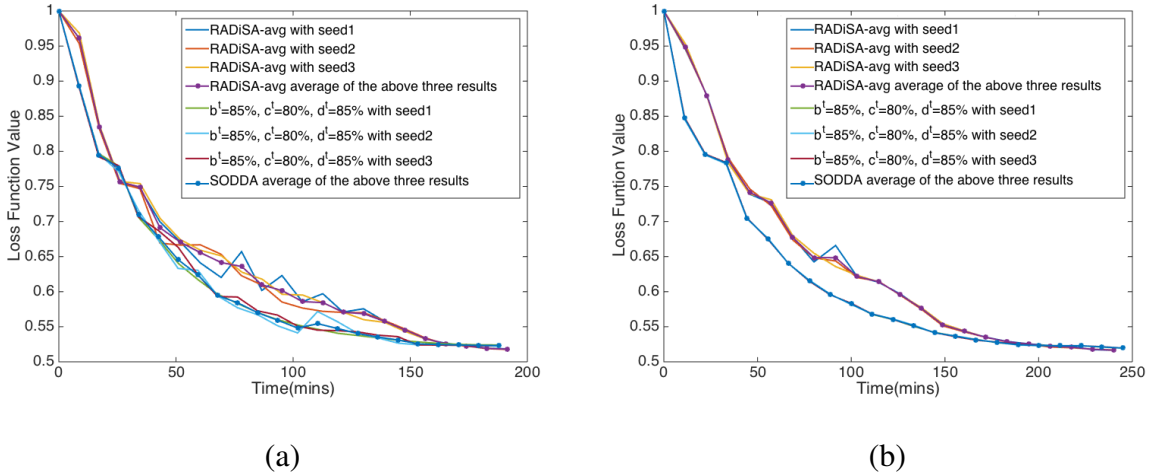 1
0.95
0.9
0.85
0.8
0.75
0.7
0.65
0.6
0.55
0.5
Loss Function Value
RADiSA-avg with seed1
RADiSA-avg with seed2
RADiSA-avg with seed3
RADiSA-avg average of the above three results
b^t=85%, c^t=80%, d^t=85% with seed1
b^t=85%, c^t=80%, d^t=85% with seed2
b^t=85%, c^t=80%, d^t=85% with seed3
SODDA average of the above three results
0 50 100 150 200
Time(mins)
(a)
1
0.95
0.9
0.85
0.8
0.75
0.7
0.65
0.6
0.55
0.5
Loss Funtion Value
RADiSA-avg with seed1
RADiSA-avg with seed2
RADiSA-avg with seed3
RADiSA-avg average of the above three results
b^t=85%, c^t=80%, d^t=85% with seed1
b^t=85%, c^t=80%, d^t=85% with seed2
b^t=85%, c^t=80%, d^t=85% with seed3
SODDA average of the above three results
0 50 100 150 200 250
Time(mins)
(b)